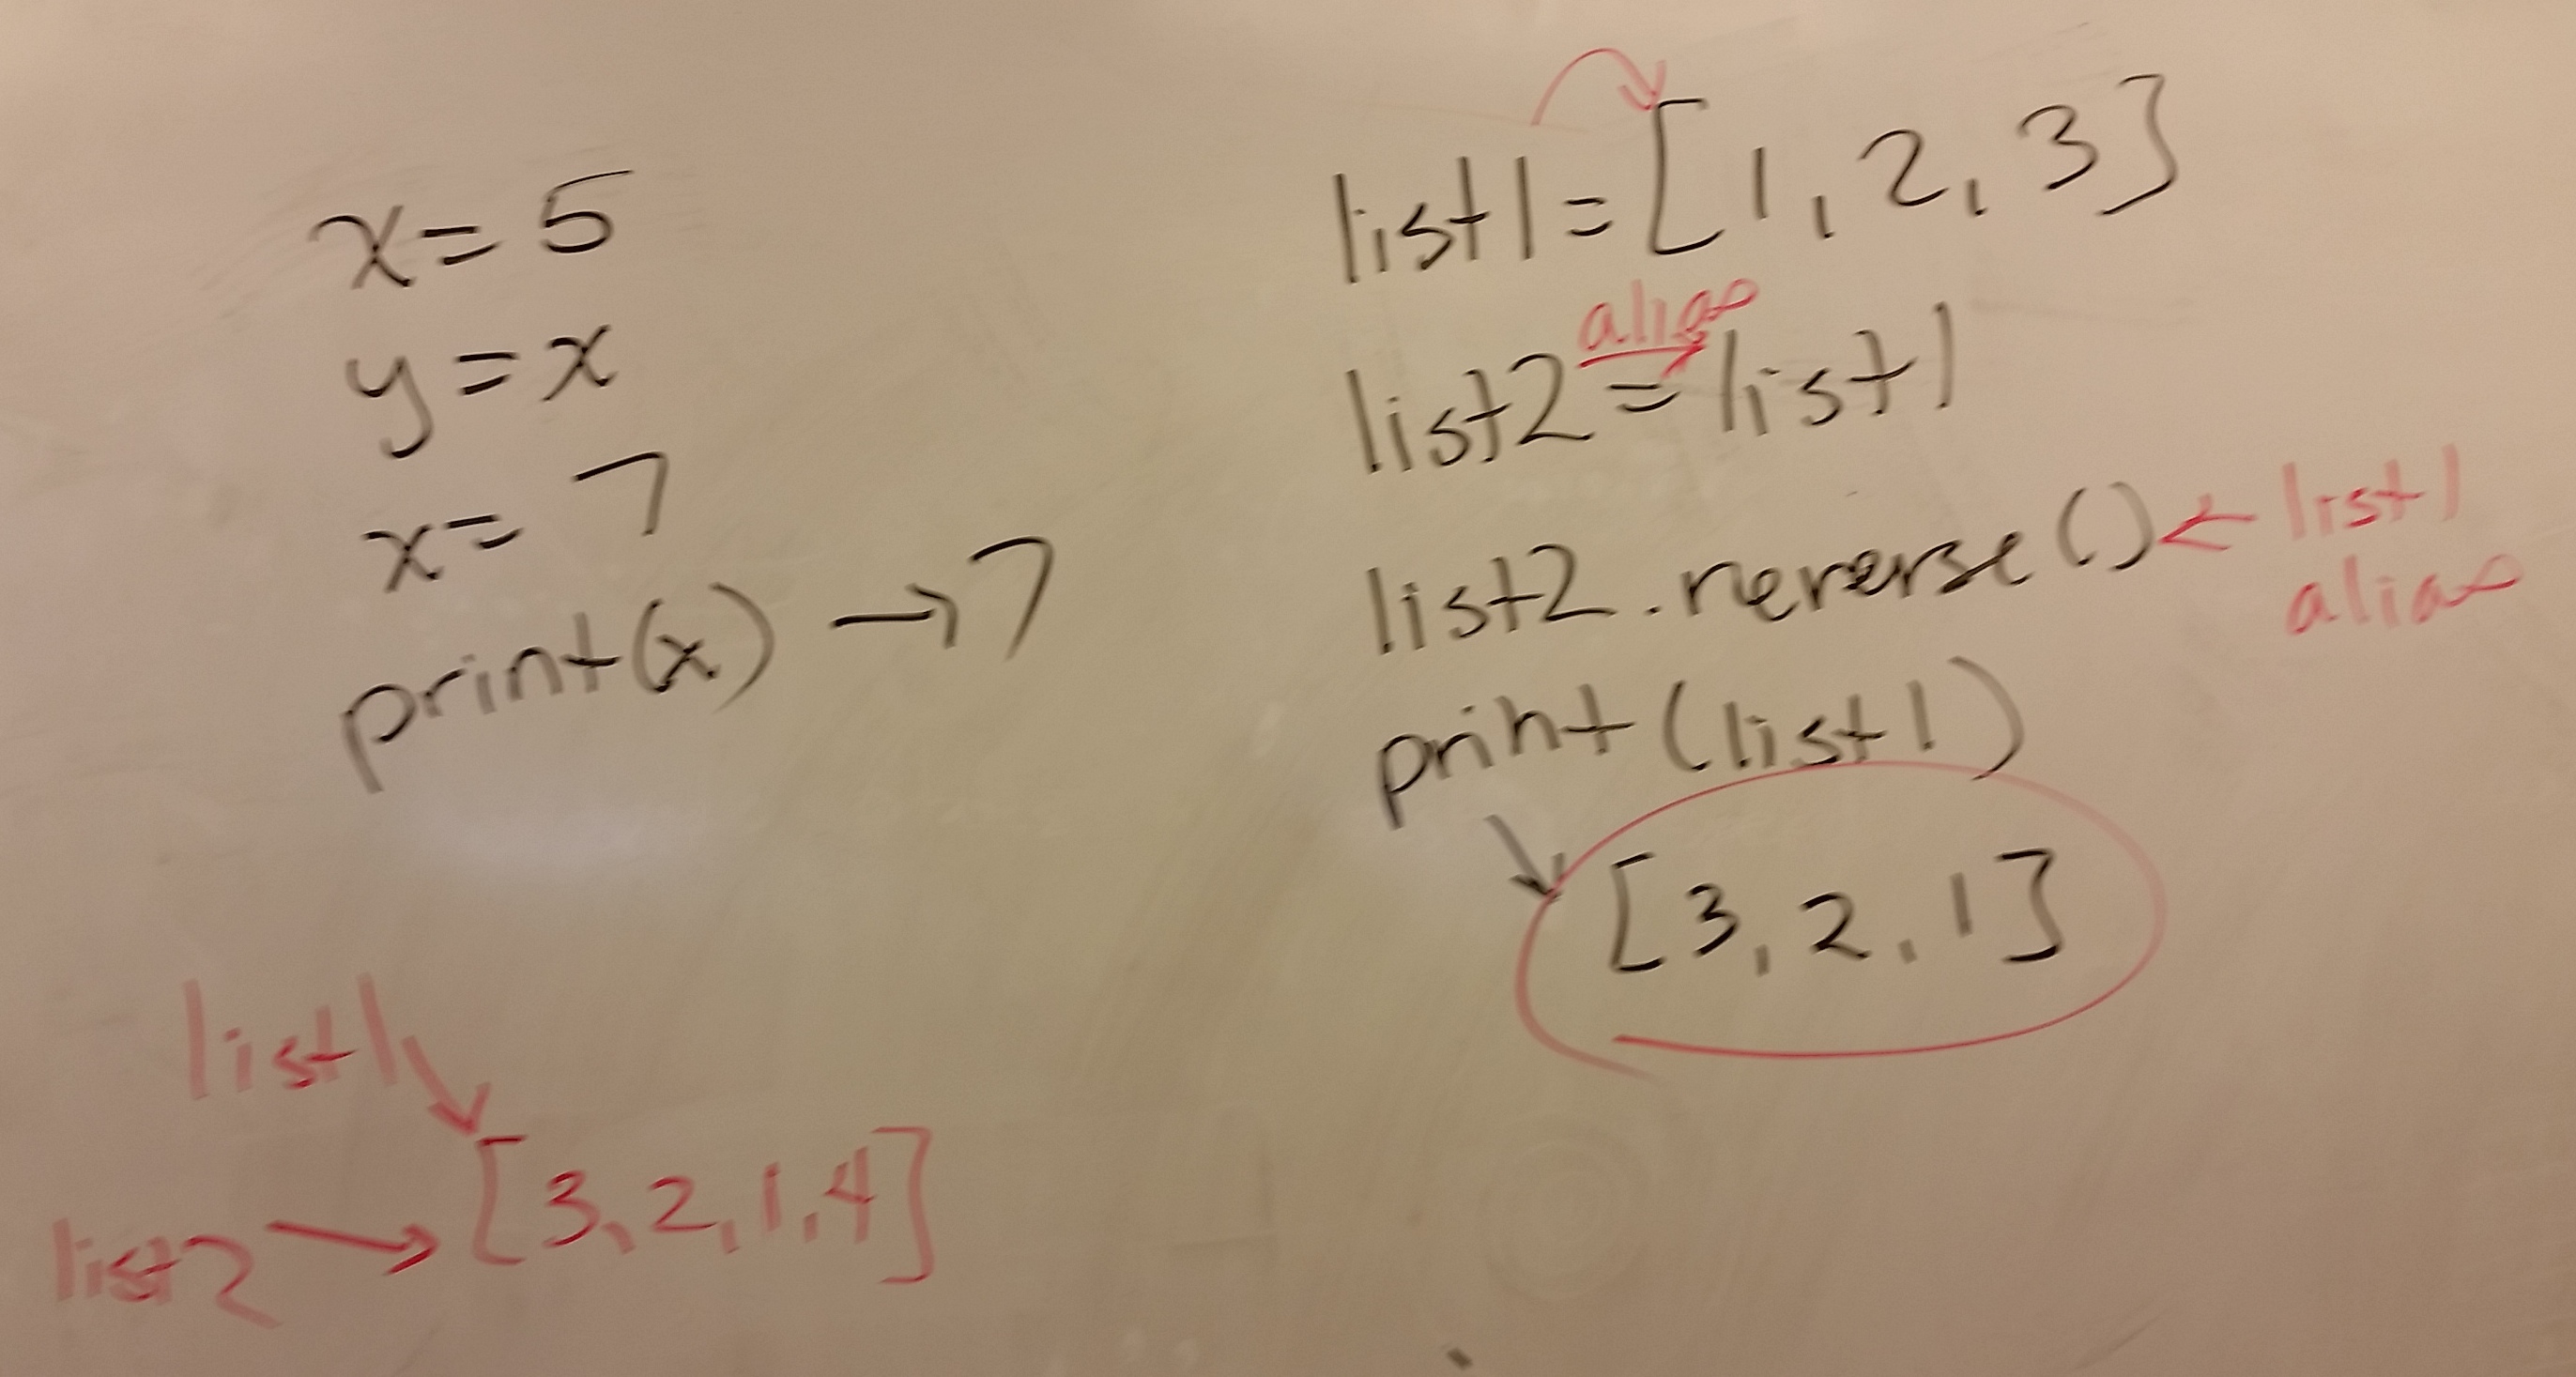 x = 5
y = x
x = 7
print(x) → 7
list1 = [1, 2, 3]
alias
list2 = list1
list2.reverse() ← list1
alias
print(list1)
[3, 2, 1]
list1
list2 → [3, 2, 1, 4]